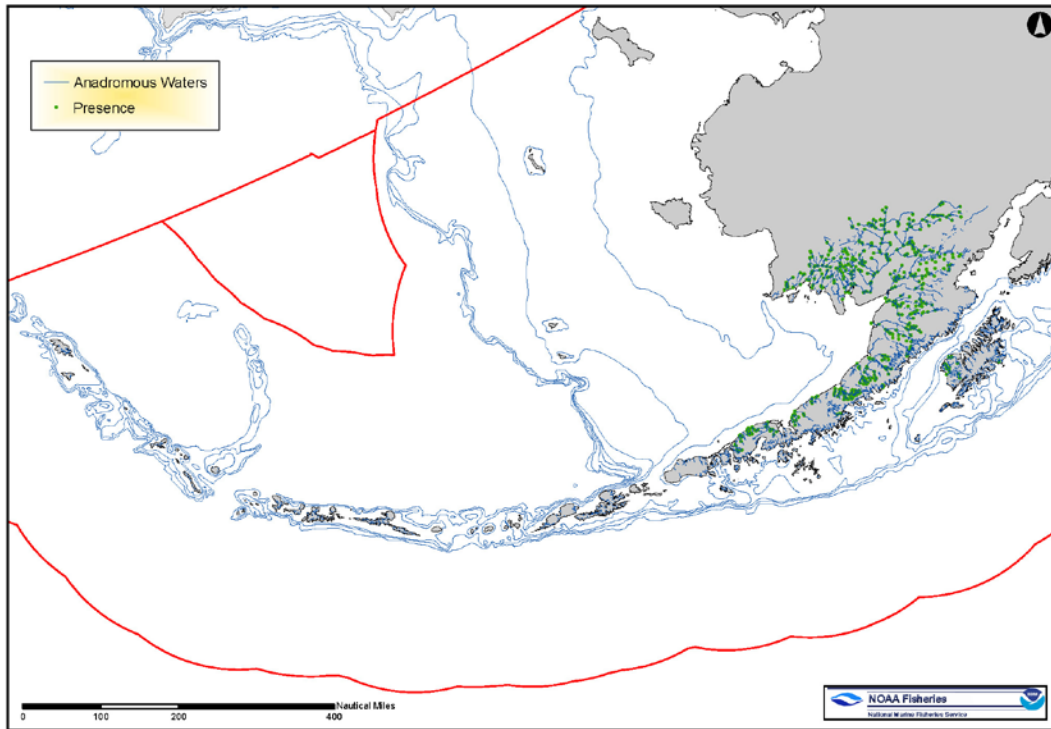 Anadromous Waters
Presence
Nautical Miles
0 100 200 400
NOAA Fisheries
National Marine Fisheries Service